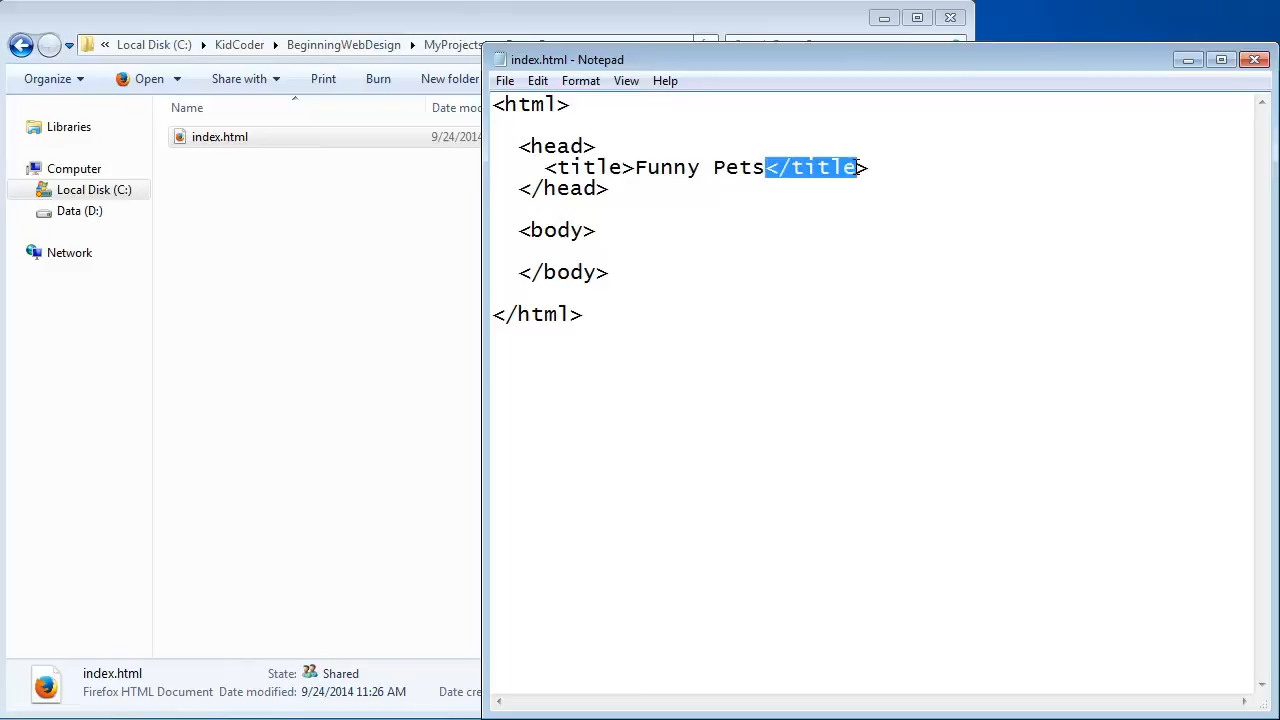 Local Disk (C:) KidCoder BeginningWebDesign MyProjects
Organize Open Share with Print Burn New folder
Name Date mod
Libraries
index.html 9/24/2014
Computer
Local Disk (C:)
Data (D:)
Network
index.html
State: Shared
Firefox HTML Document Date modified: 9/24/2014 11:26 AM Date cre
index.html - Notepad
File Edit Format View Help
<html>
<head>
<title>Funny Pets</title>
</head>
<body>
</body>
</html>